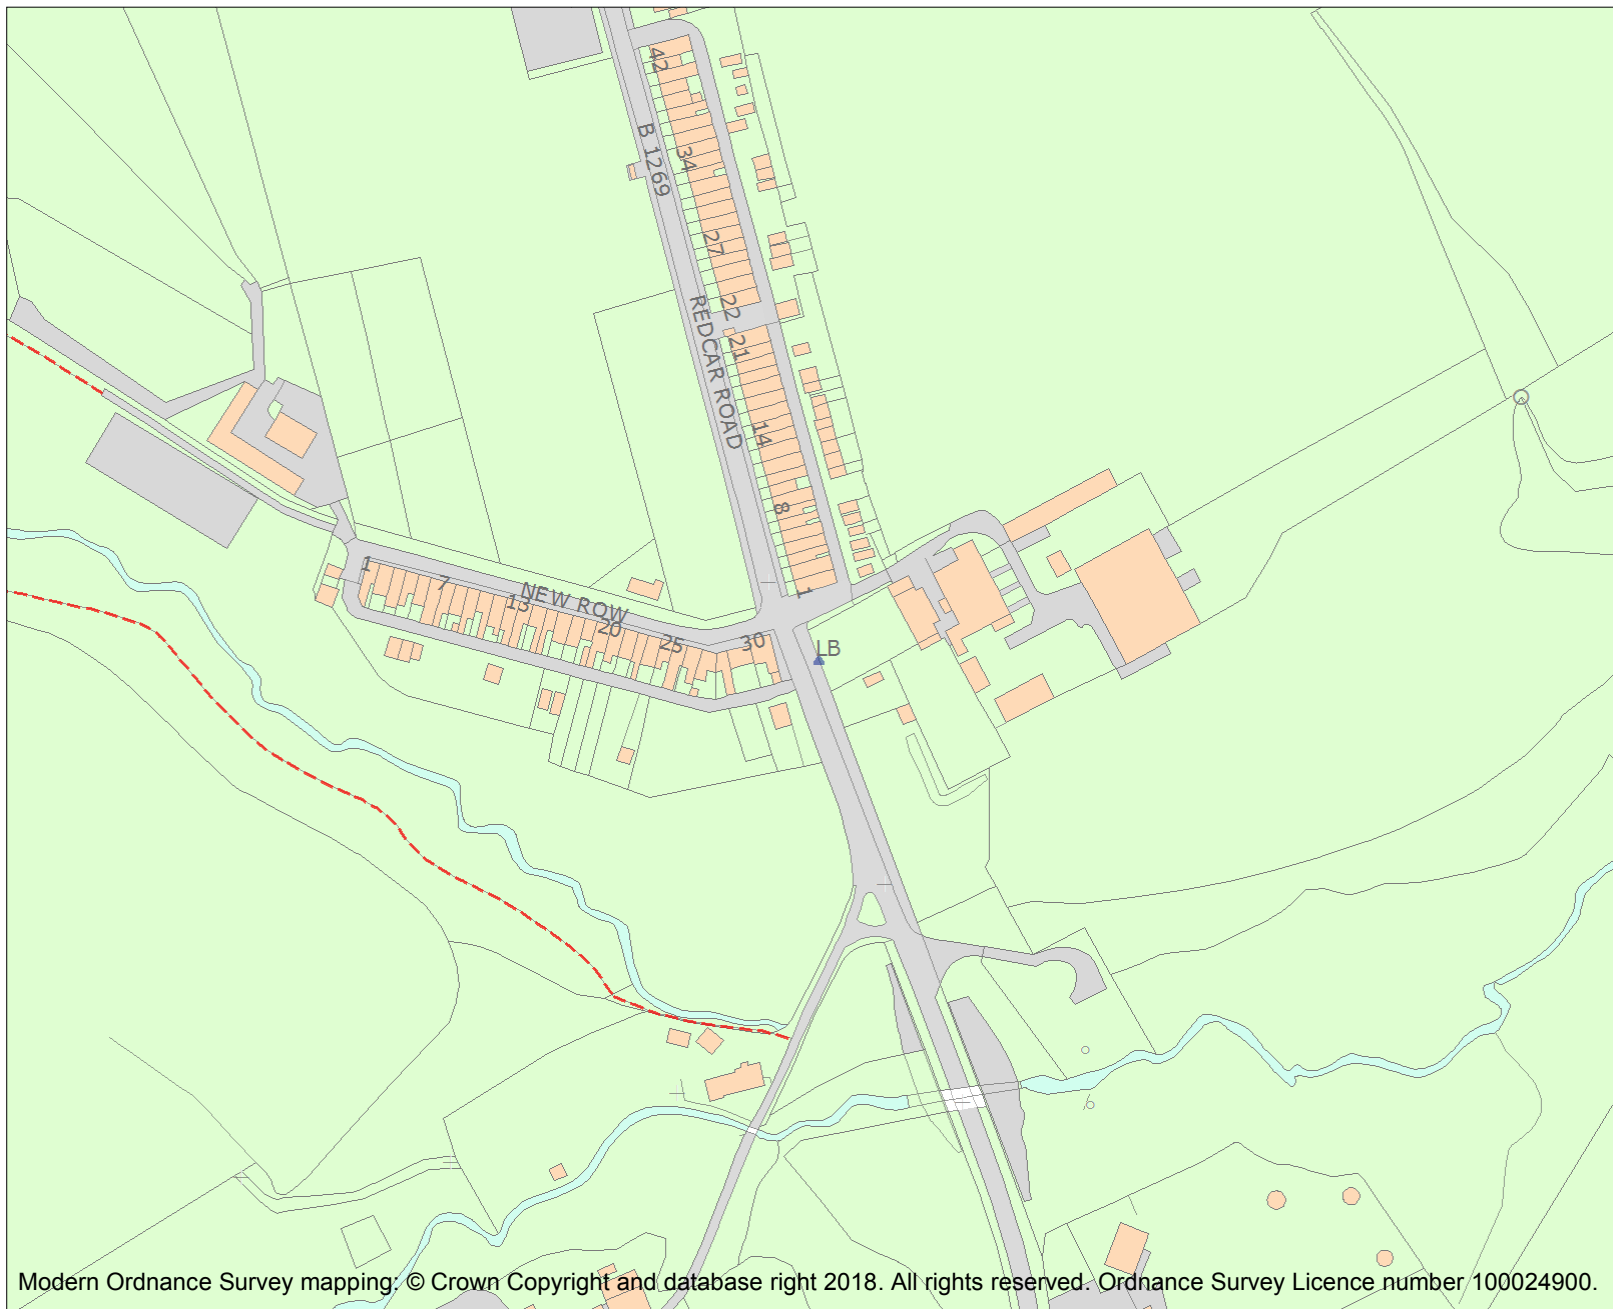 42
B 1269
34
27
22
REDCAR ROAD
21
14
8
1
1
7
NEW ROW
13
20
25
30
LB
Modern Ordnance Survey mapping: © Crown Copyright and database right 2018. All rights reserved. Ordnance Survey Licence number 100024900.